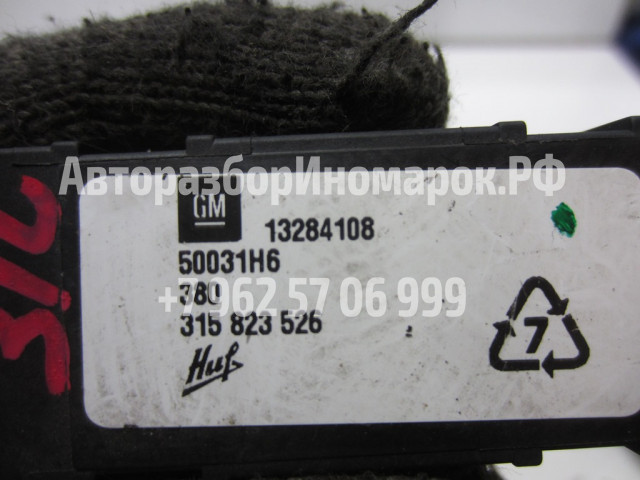 АвторазборИномарок.РФ
GM
13284108
50031H6
380
+7962 57 06 999
315 823 526
Huf
7